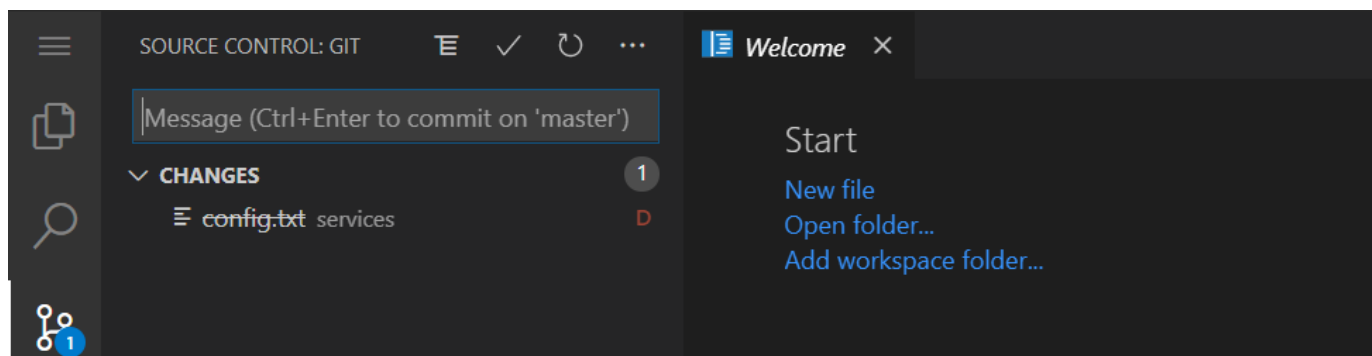 SOURCE CONTROL: GIT
Message (Ctrl+Enter to commit on 'master')
CHANGES 1
config.txt services D
1
Welcome
Start
New file
Open folder...
Add workspace folder...